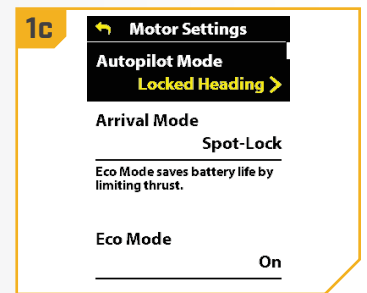 1c
Motor Settings
Autopilot Mode
Locked Heading >
Arrival Mode
Spot-Lock
Eco Mode saves battery life by
limiting thrust.
Eco Mode
On